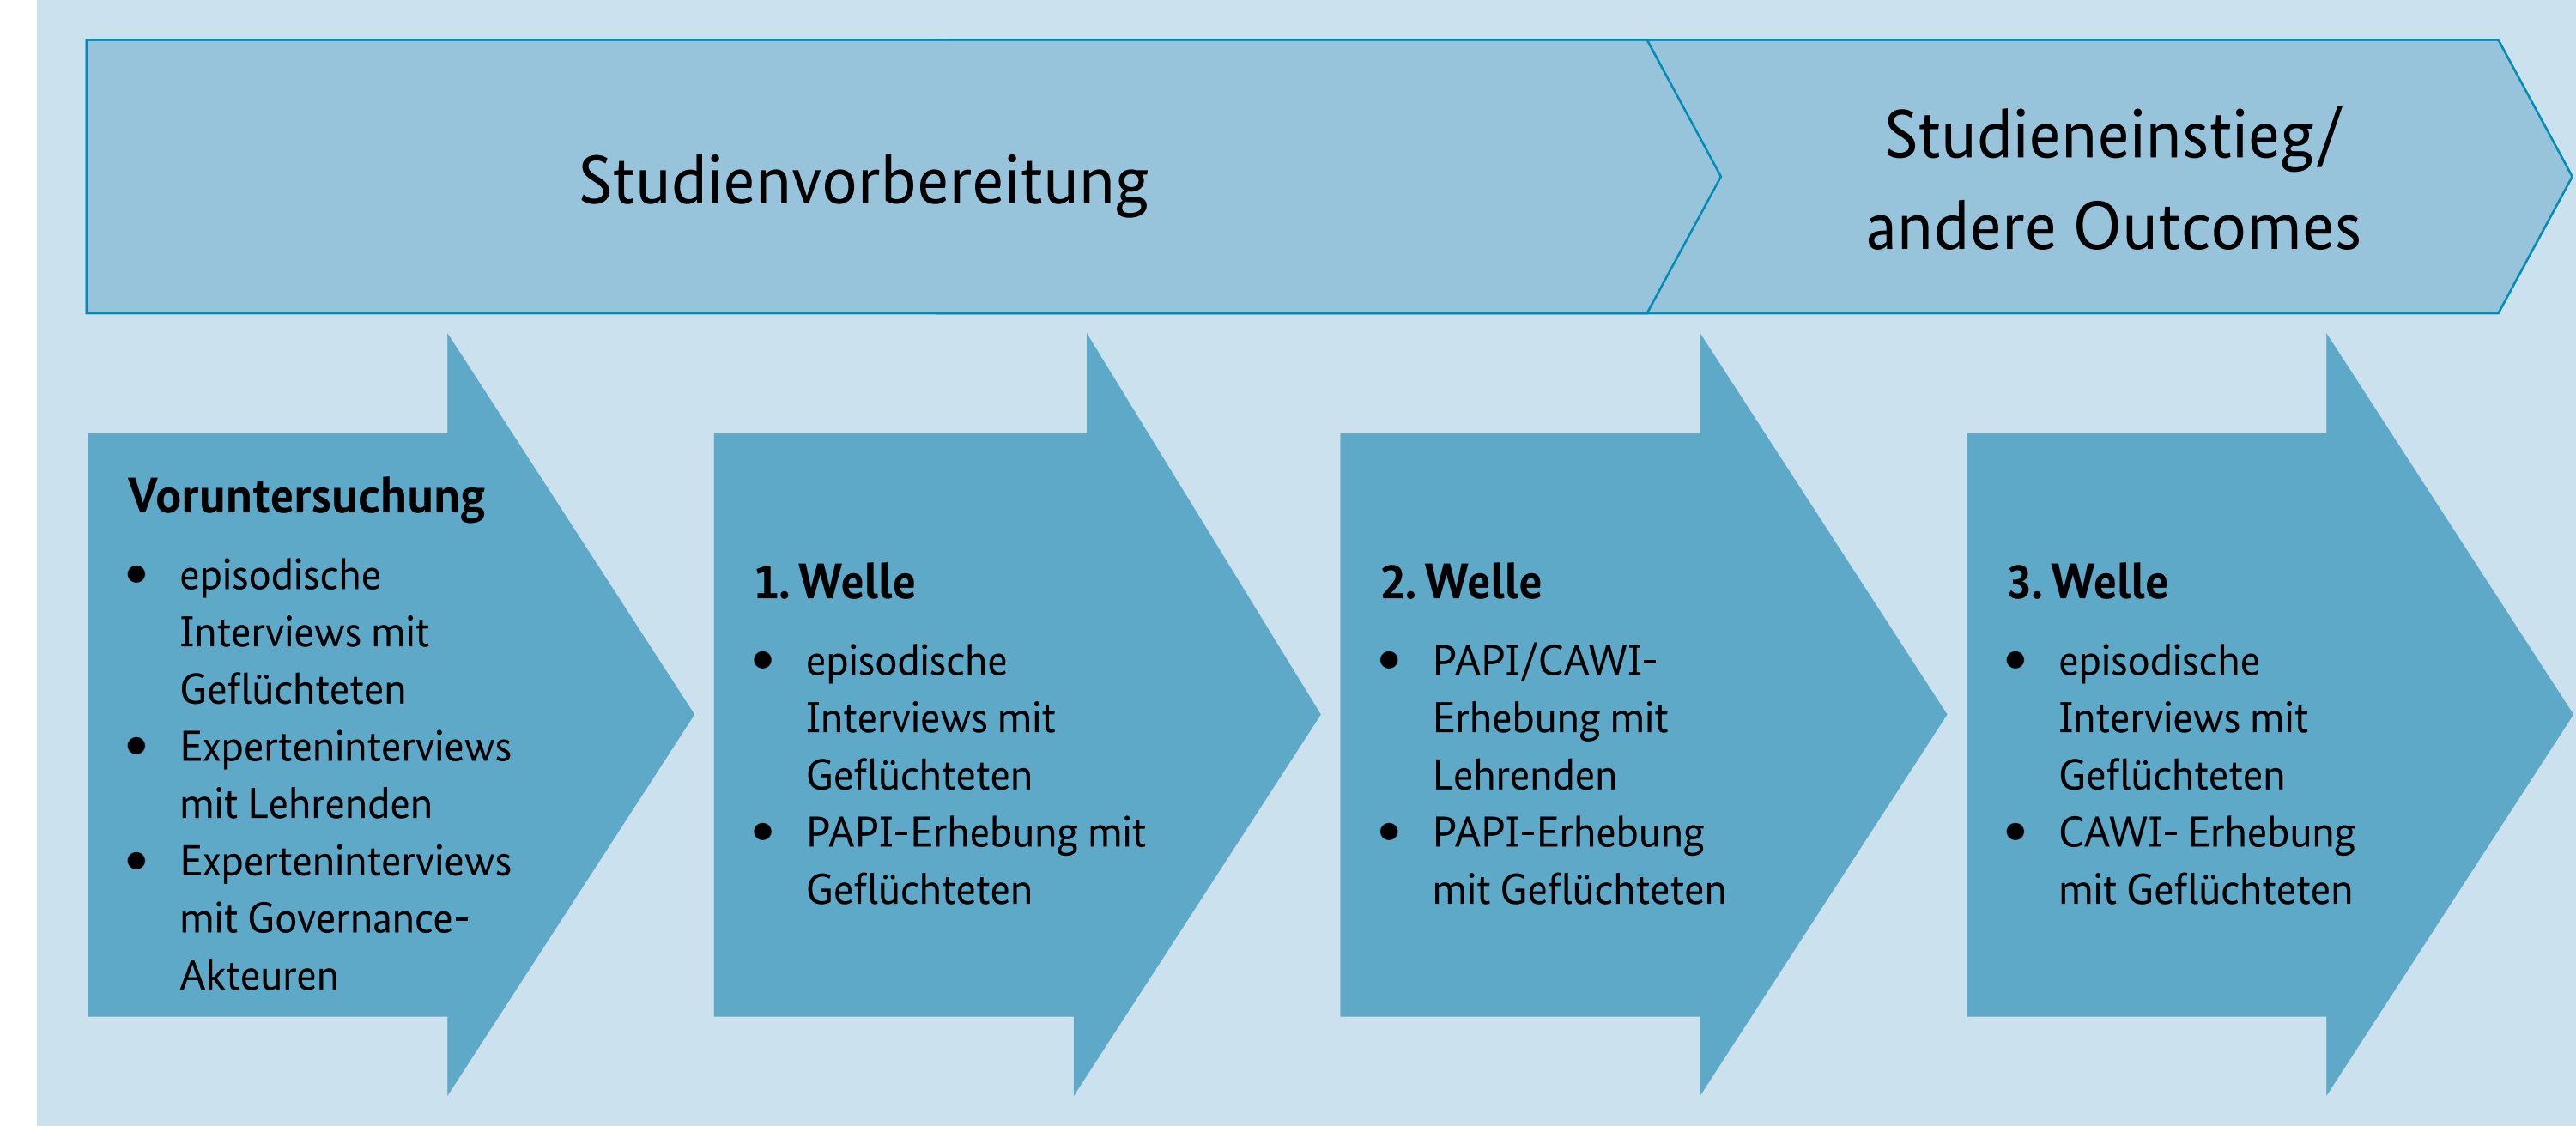 Studienvorbereitung
Studieneinstieg/
andere Outcomes
Voruntersuchung
• episodische
Interviews mit
Geflüchteten
• Experteninterviews
mit Lehrenden
• Experteninterviews
mit Governance-
Akteuren
1. Welle
• episodische
Interviews mit
Geflüchteten
• PAPI-Erhebung mit
Geflüchteten
2. Welle
• PAPI/CAWI-
Erhebung mit
Lehrenden
• PAPI-Erhebung
mit Geflüchteten
3. Welle
• episodische
Interviews mit
Geflüchteten
• CAWI- Erhebung
mit Geflüchteten